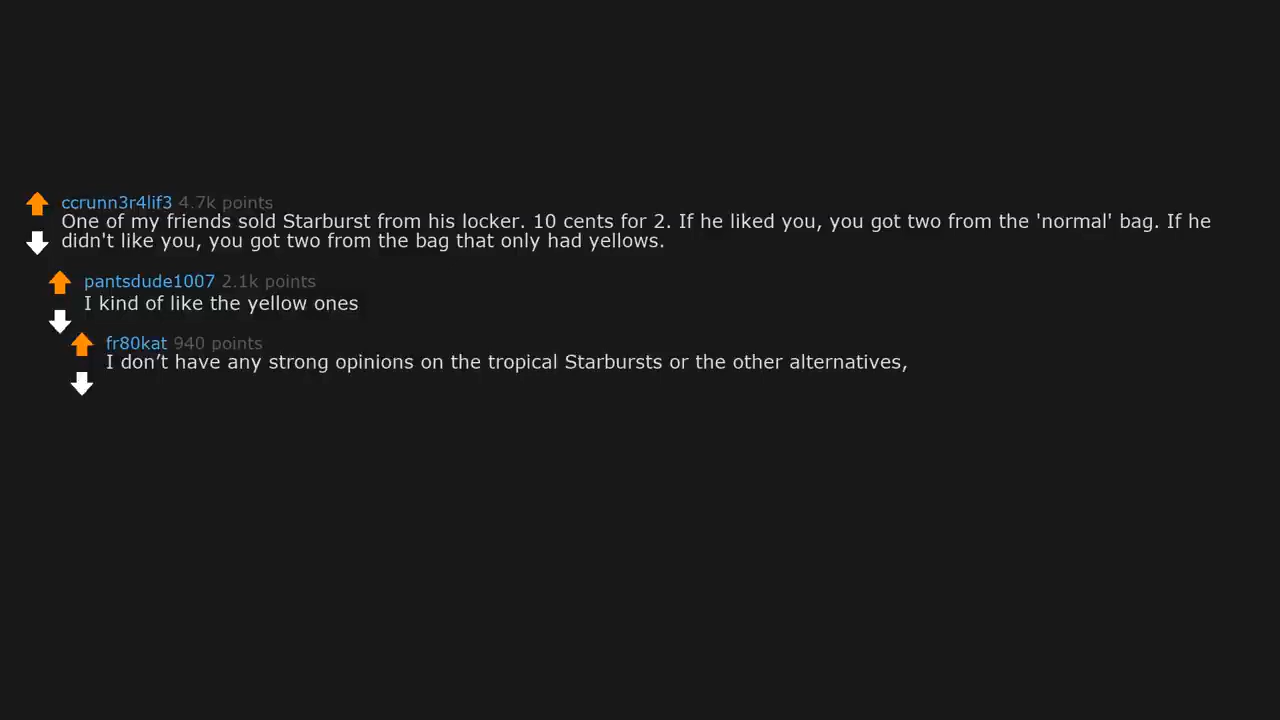 ccrunn3r4lif3 4.7k points
One of my friends sold Starburst from his locker. 10 cents for 2. If he liked you, you got two from the 'normal' bag. If he
didn't like you, you got two from the bag that only had yellows.
pantsdude1007 2.1k points
I kind of like the yellow ones
fr80kat 940 points
I don’t have any strong opinions on the tropical Starbursts or the other alternatives,